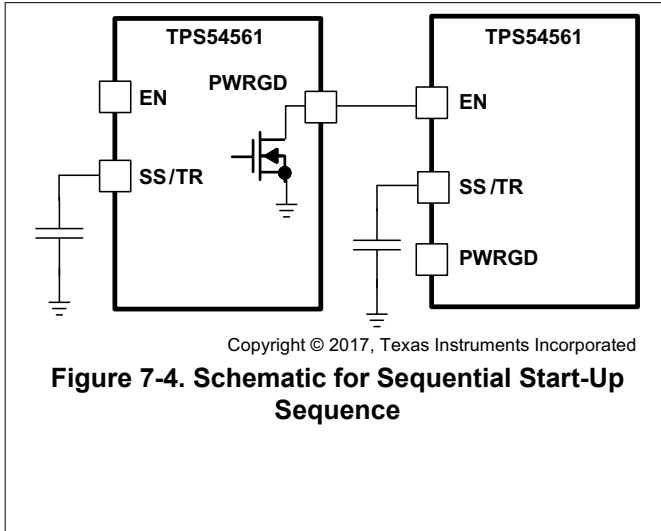 TPS54561
EN
PWRGD
SS/TR
TPS54561
EN
SS/TR
PWRGD
Copyright © 2017, Texas Instruments Incorporated
Figure 7-4. Schematic for Sequential Start-Up
Sequence